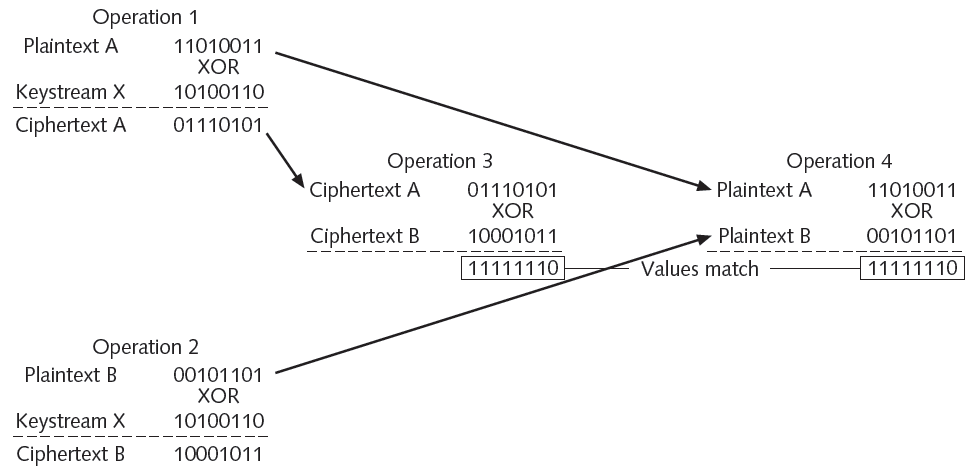 Operation 1
Plaintext A 11010011
XOR
Keystream X 10100110
Ciphertext A 01110101
Operation 3
Ciphertext A 01110101
XOR
Ciphertext B 10001011
11111110
Values match
Operation 4
Plaintext A 11010011
XOR
Plaintext B 00101101
11111110
Operation 2
Plaintext B 00101101
XOR
Keystream X 10100110
Ciphertext B 10001011